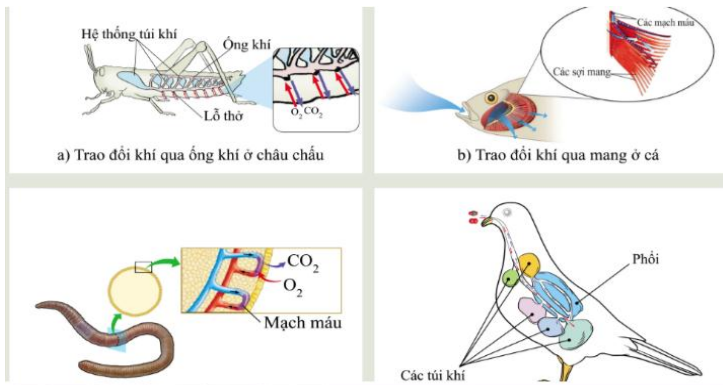 Hệ thống túi khí
Ống khí
Lỗ thở
O2 CO2
a) Trao đổi khí qua ống khí ở châu chấu
Các mạch máu
Các sợi mang
b) Trao đổi khí qua mang ở cá
CO2
O2
Mạch máu
Phổi
Các túi khí